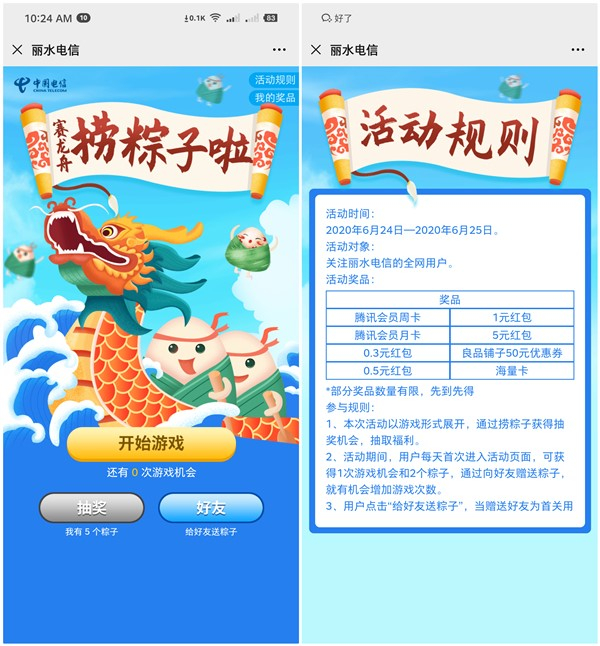 10:24 AM 10
0.1K
83
丽水电信
中国电信
CHINA TELECOM
活动规则
我的奖品
赛龙舟
捞粽子啦
开始游戏
还有 0 次游戏机会
抽奖
好友
我有 5 个粽子
给好友送粽子
好了
丽水电信
活动规则
活动时间：
2020年6月24日—2020年6月25日。
活动对象：
关注丽水电信的全网用户。
活动奖品：
奖品
腾讯会员周卡 1元红包
腾讯会员月卡 5元红包
0.3元红包 良品铺子50元优惠券
0.5元红包 海量卡
*部分奖品数量有限，先到先得
参与规则：
1、本次活动以游戏形式展开，通过捞粽子获得抽
奖机会，抽取福利。
2、活动期间，用户每天首次进入活动页面，可获
得1次游戏机会和2个粽子，通过向好友赠送粽子，
就有机会增加游戏次数。
3、用户点击“给好友送粽子”，当赠送好友为首关用